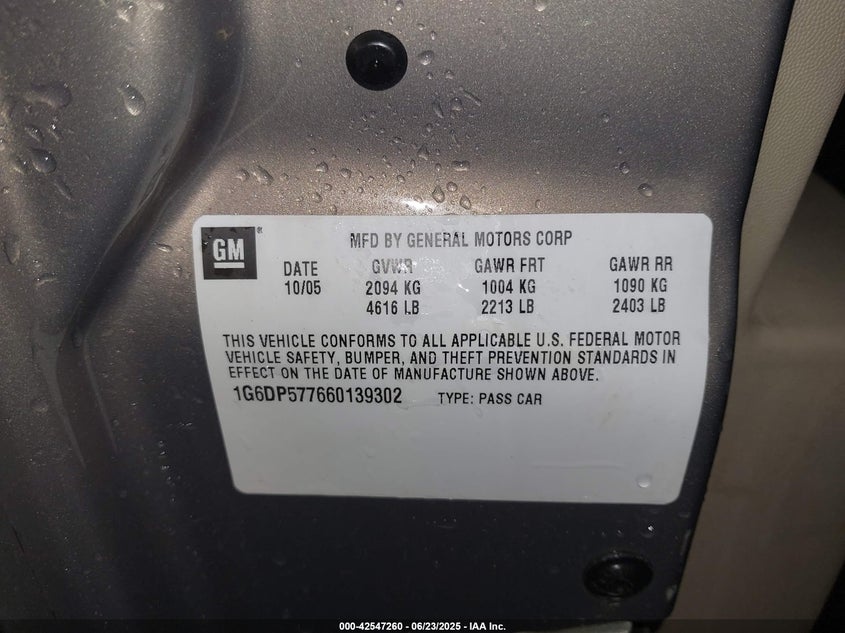 GM
MFD BY GENERAL MOTORS CORP
DATE GVWR GAWR FRT GAWR RR
10/05 2094 KG 1004 KG 1090 KG
4616 LB 2213 LB 2403 LB
THIS VEHICLE CONFORMS TO ALL APPLICABLE U.S. FEDERAL MOTOR
VEHICLE SAFETY, BUMPER, AND THEFT PREVENTION STANDARDS IN
EFFECT ON THE DATE OF MANUFACTURE SHOWN ABOVE.
1G6DP577660139302 TYPE: PASS CAR
000-42547260 - 06/23/2025 - IAA Inc.